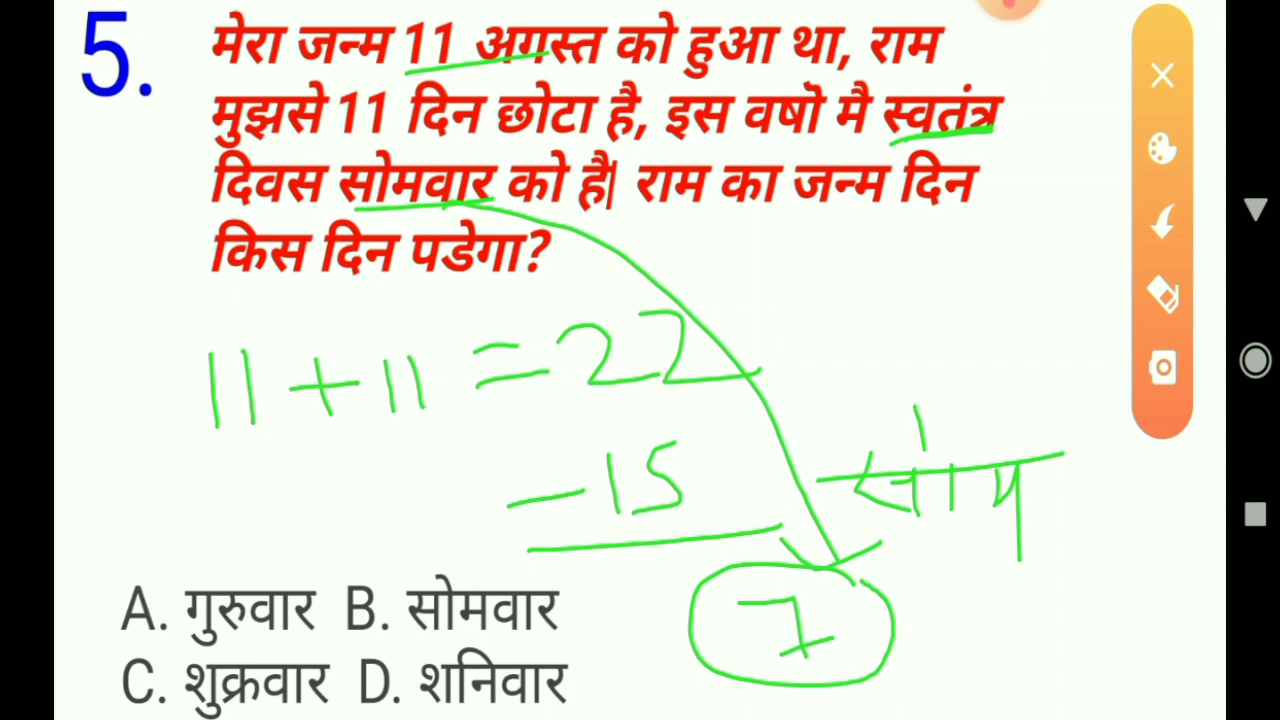 5. मेरा जन्म 11 अगस्त को हुआ था, राम
मुझसे 11 दिन छोटा है, इस वर्षो मै स्वतंत्र
दिवस सोमवार को है| राम का जन्म दिन
किस दिन पडेगा?
11 + 11 = 22
- 15
सोम
7
A. गुरुवार B. सोमवार
C. शुक्रवार D. शनिवार